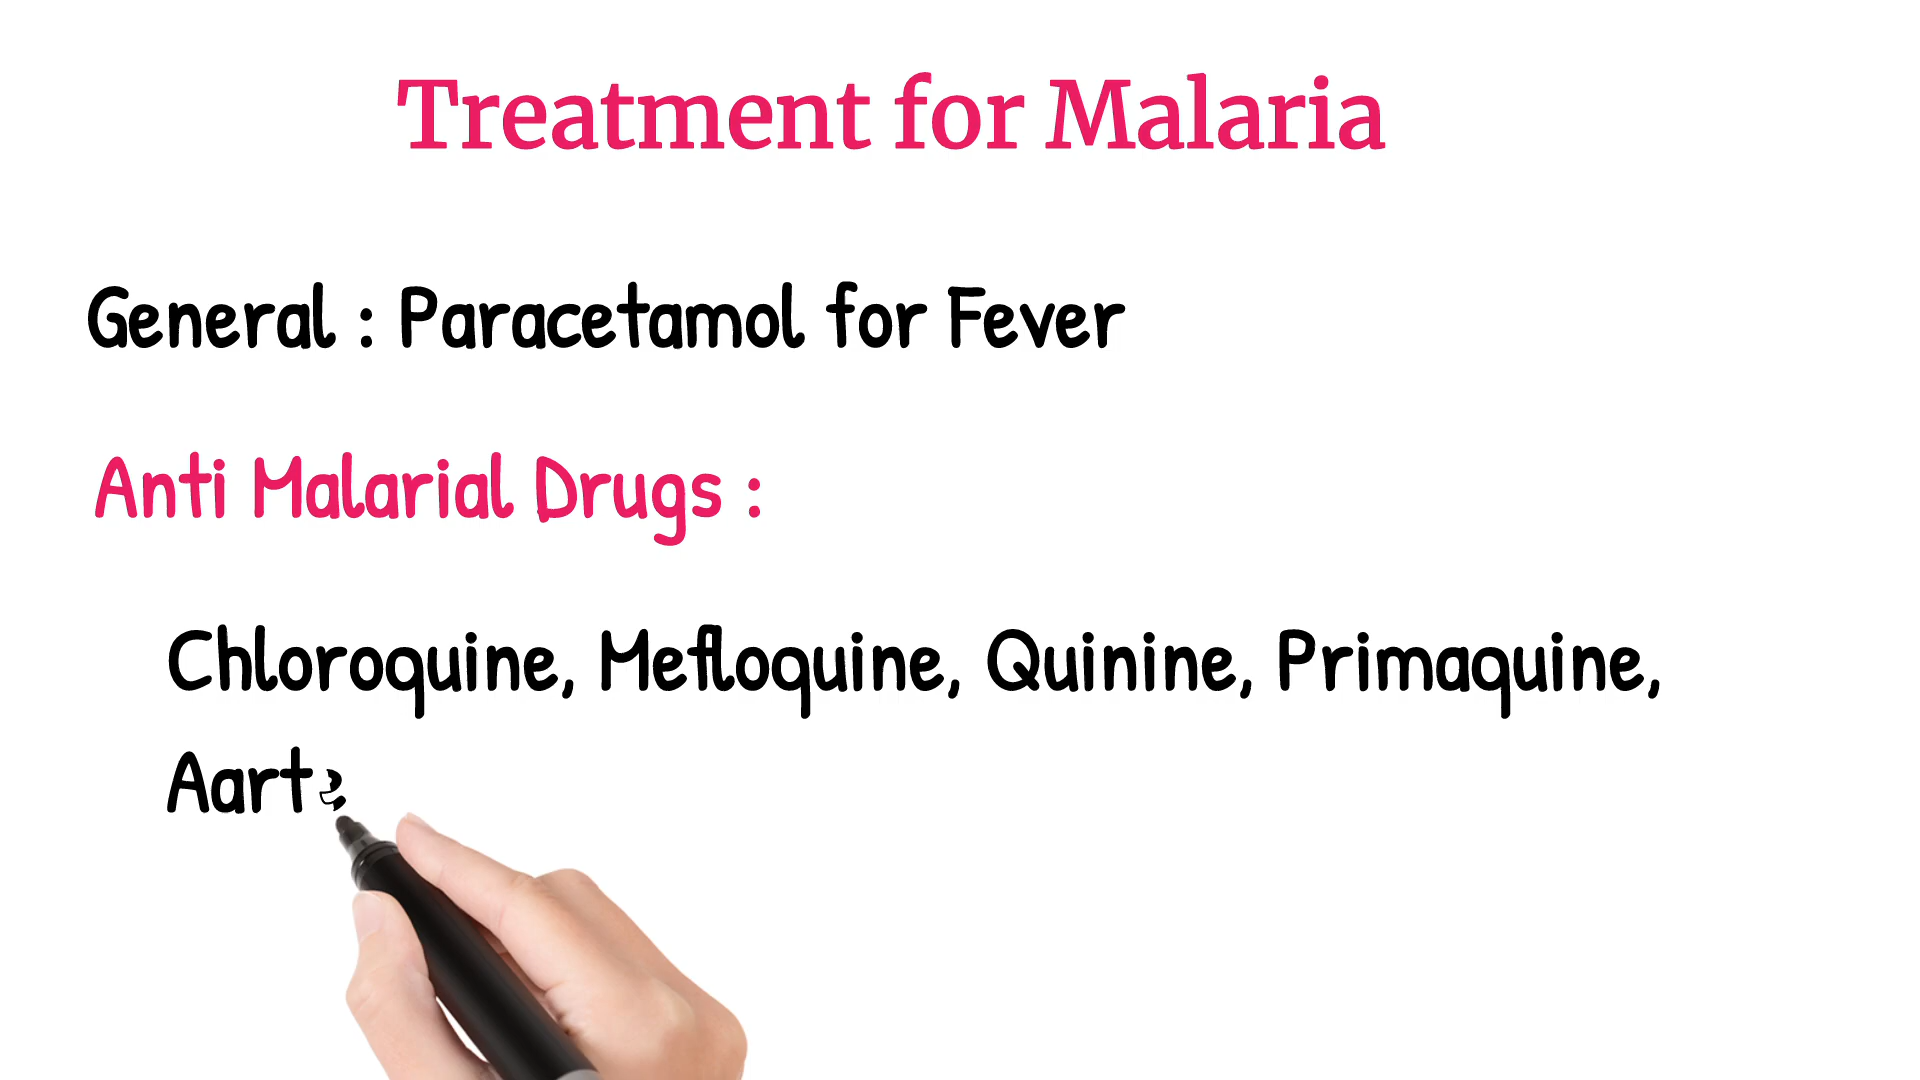 Treatment for Malaria
General : Paracetamol for Fever
Anti Malarial Drugs :
Chloroquine, Mefloquine, Quinine, Primaquine,
Aart